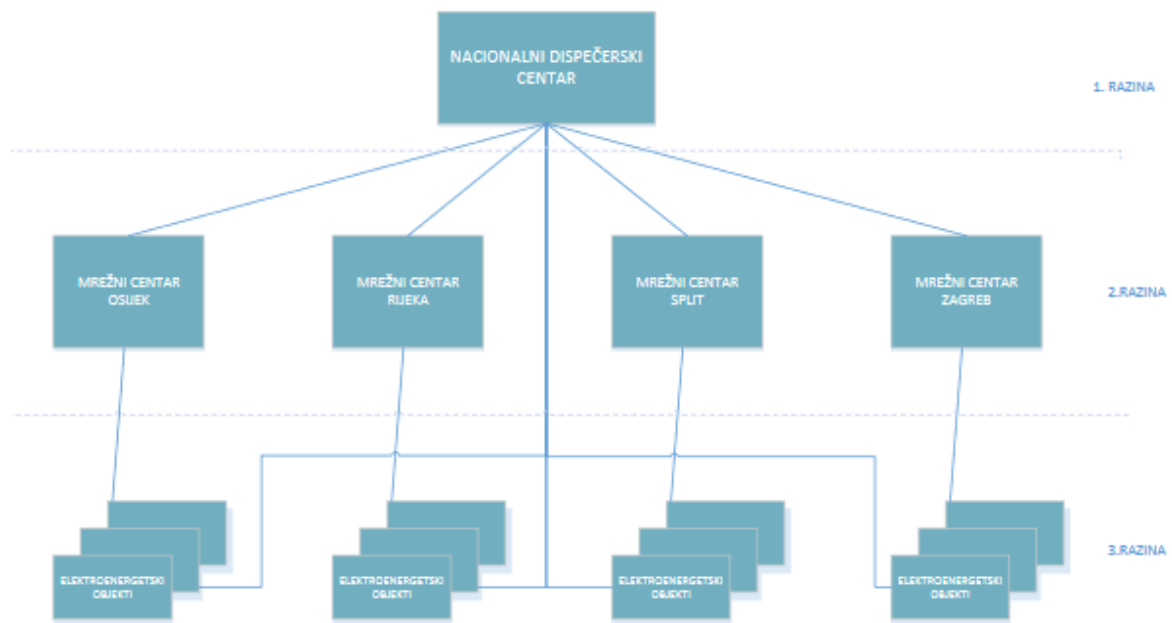 NACIONALNI DISPEČERSKI
CENTAR
1. RAZINA
MREŽNI CENTAR
OSIJEK
MREŽNI CENTAR
RIJEKA
MREŽNI CENTAR
SPLIT
MREŽNI CENTAR
ZAGREB
2.RAZINA
ELEKTROENERGETSKI
OBJEKTI
ELEKTROENERGETSKI
OBJEKTI
ELEKTROENERGETSKI
OBJEKTI
ELEKTROENERGETSKI
OBJEKTI
3.RAZINA